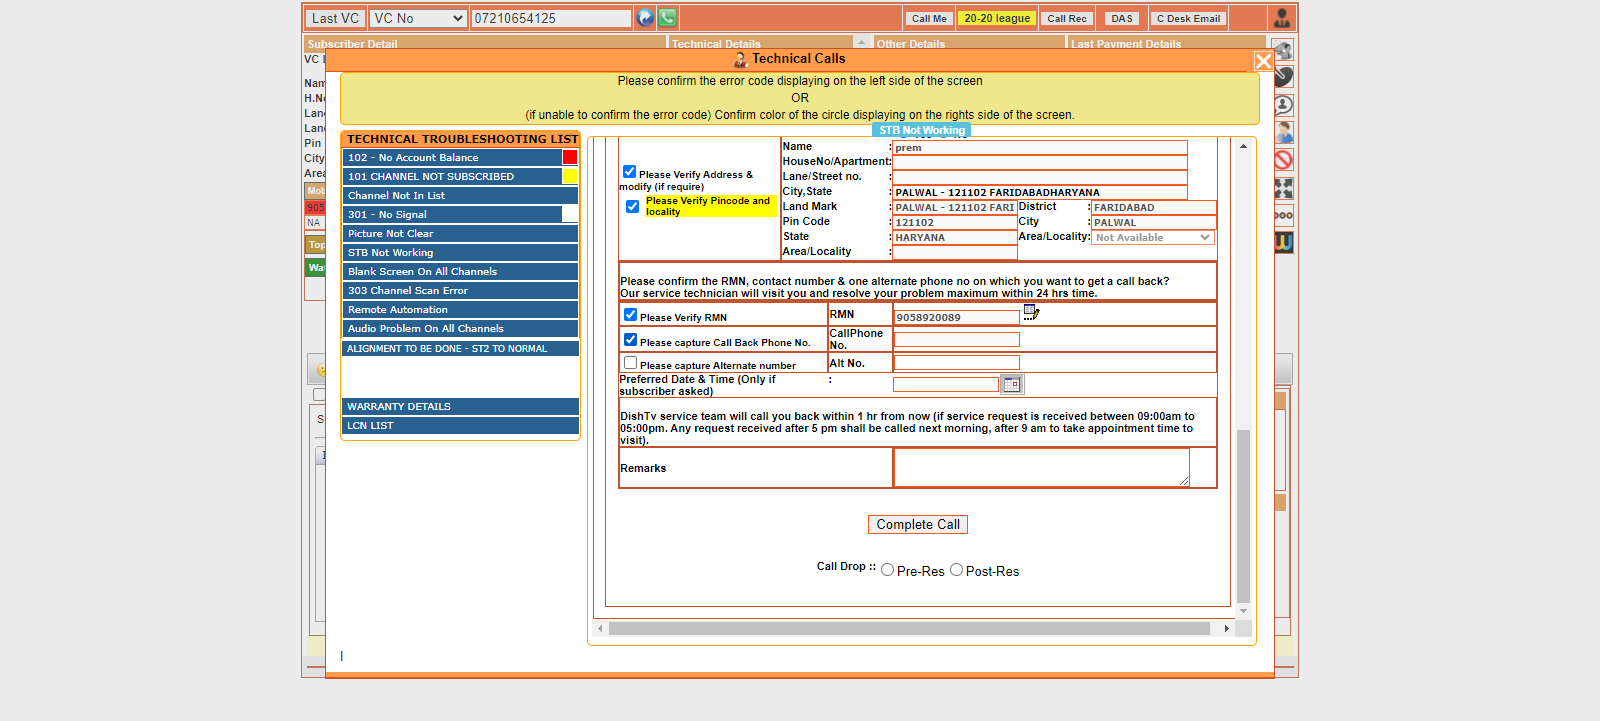 Last VC VC No 07210654125 Call Me 20-20 league Call Rec DAS C Desk Email
Subscriber Detail Technical Details Other Details Last Payment Details
VC
Technical Calls
Please confirm the error code displaying on the left side of the screen
OR
(if unable to confirm the error code) Confirm color of the circle displaying on the rights side of the screen.
STB Not Working
Nam
H.No
Lane
Land
Pin
City
Area
Mob
905
NA
Top
Wa
TECHNICAL TROUBLESHOOTING LIST
102 - No Account Balance
101 CHANNEL NOT SUBSCRIBED
Channel Not In List
301 - No Signal
Picture Not Clear
STB Not Working
Blank Screen On All Channels
303 Channel Scan Error
Remote Automation
Audio Problem On All Channels
ALIGNMENT TO BE DONE - ST2 TO NORMAL
WARRANTY DETAILS
LCN LIST
Please Verify Address & modify (if require)
Please Verify Pincode and locality
Name : prem
HouseNo/Apartment:
Lane/Street no. :
City,State : PALWAL - 121102 FARIDABADHARYANA
Land Mark : PALWAL - 121102 FARI District : FARIDABAD
Pin Code : 121102 City : PALWAL
State : HARYANA Area/Locality: Not Available
Area/Locality :
Please confirm the RMN, contact number & one alternate phone no on which you want to get a call back?
Our service technician will visit you and resolve your problem maximum within 24 hrs time.
Please Verify RMN RMN 9058920089
Please capture Call Back Phone No. CallPhone No.
Please capture Alternate number Alt No.
Preferred Date & Time (Only if subscriber asked) :
DishTv service team will call you back within 1 hr from now (if service request is received between 09:00am to
05:00pm. Any request received after 5 pm shall be called next morning, after 9 am to take appointment time to
visit).
Remarks
Complete Call
Call Drop :: Pre-Res Post-Res